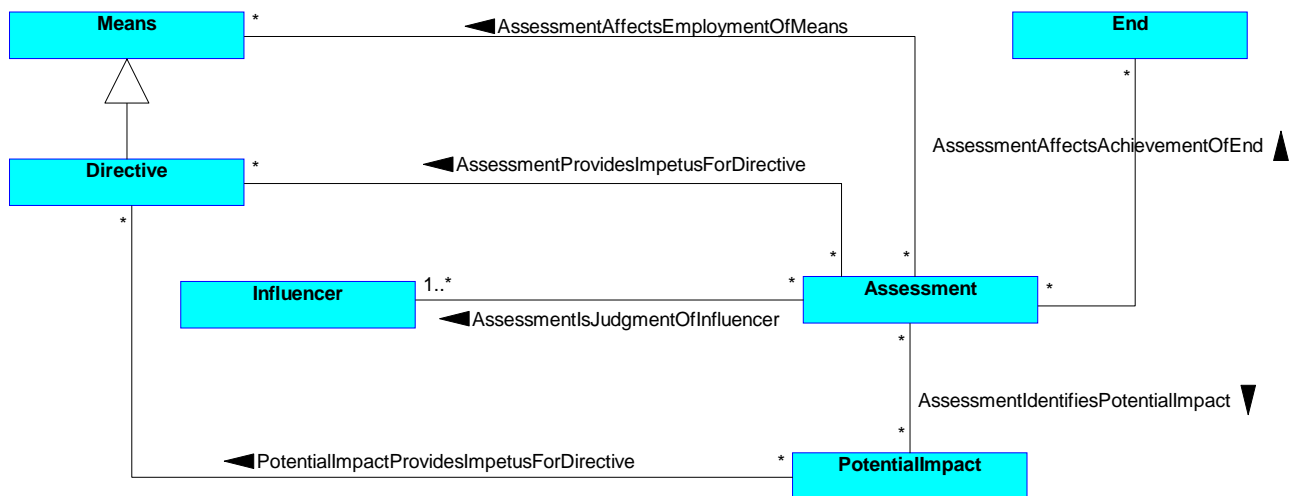 Means
*
AssessmentAffectsEmploymentOfMeans
End
*
AssessmentAffectsAchievementOfEnd
Directive
*
AssessmentProvidesImpetusForDirective
*
*
*
Influencer
1..*
*
Assessment
*
AssessmentIsJudgmentOfInfluencer
*
AssessmentIdentifiesPotentialImpact
*
PotentialImpactProvidesImpetusForDirective
*
PotentialImpact